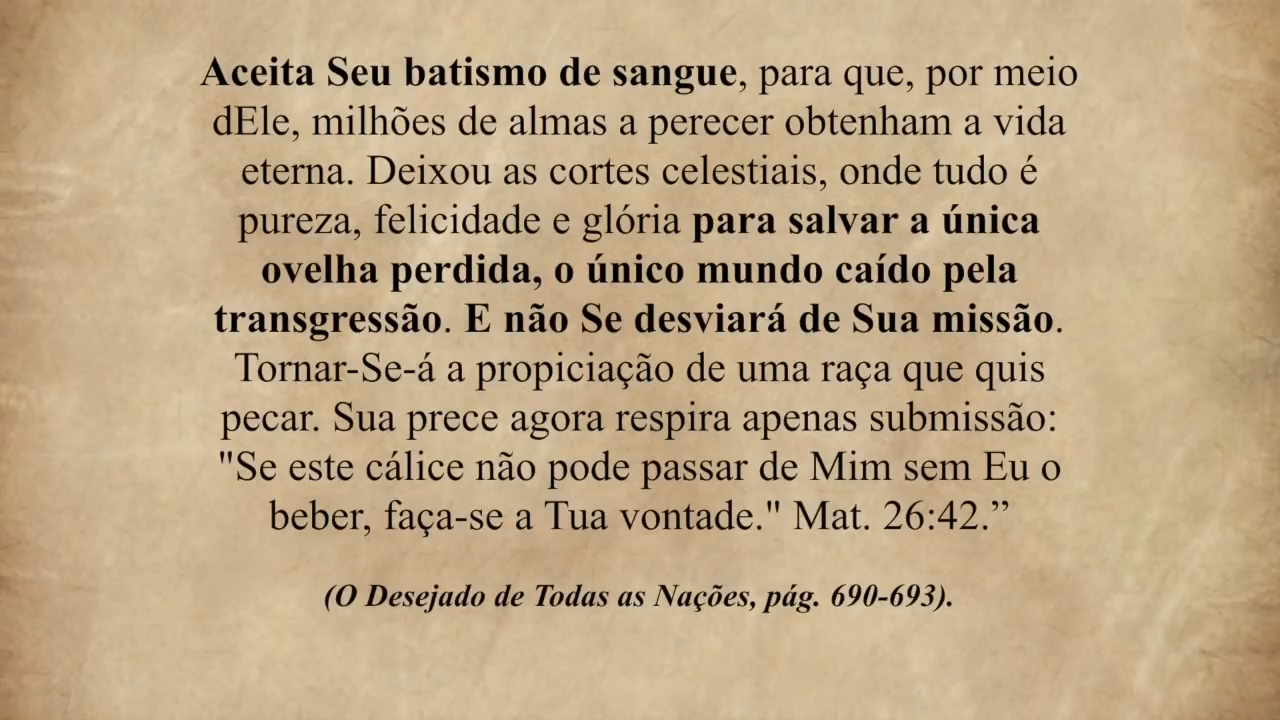 Aceita Seu batismo de sangue, para que, por meio
dEle, milhões de almas a perecer obtenham a vida
eterna. Deixou as cortes celestiais, onde tudo é
pureza, felicidade e glória para salvar a única
ovelha perdida, o único mundo caído pela
transgressão. E não Se desviará de Sua missão.
Tornar-Se-á a propiciação de uma raça que quis
pecar. Sua prece agora respira apenas submissão:
"Se este cálice não pode passar de Mim sem Eu o
beber, faça-se a Tua vontade." Mat. 26:42.”
(O Desejado de Todas as Nações, pág. 690-693).